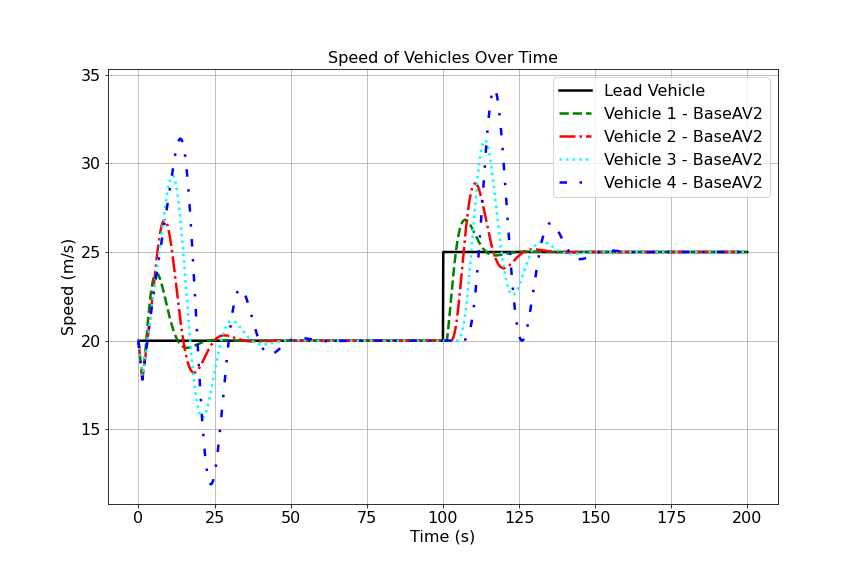 Speed of Vehicles Over Time
Speed (m/s)
35
30
25
20
15
Lead Vehicle
Vehicle 1 - BaseAV2
Vehicle 2 - BaseAV2
Vehicle 3 - BaseAV2
Vehicle 4 - BaseAV2
0 25 50 75 100 125 150 175 200
Time (s)